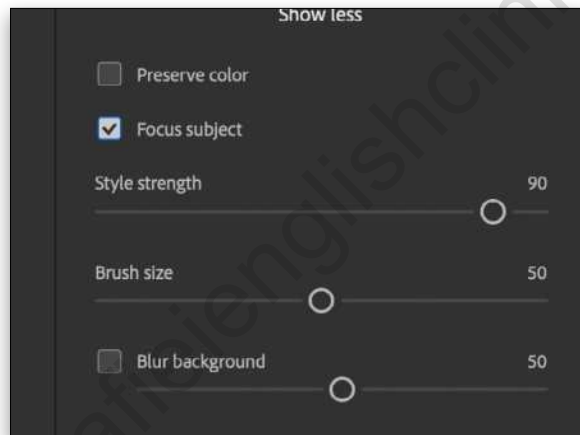 Show less
Preserve color
Focus subject
Style strength 90
Brush size 50
Blur background 50